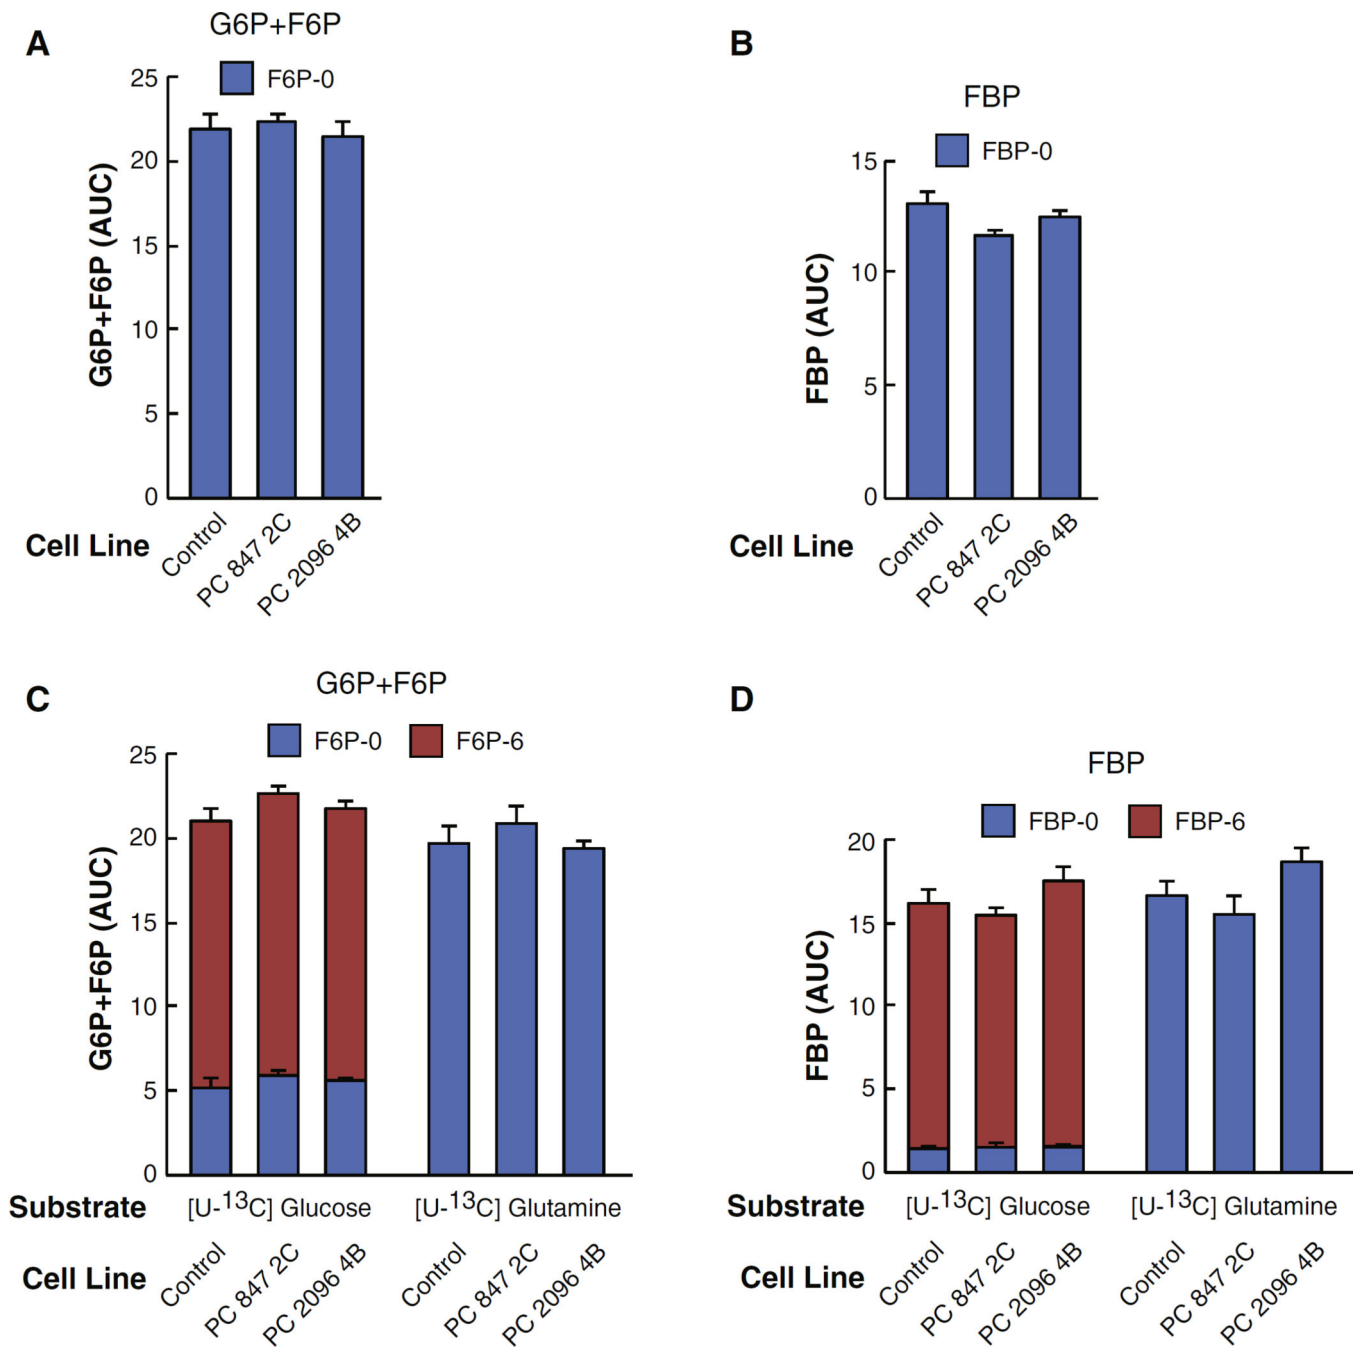 A
G6P+F6P
F6P-0
G6P+F6P (AUC)
25
20
15
10
5
0
Cell Line
Control
PC 847 2C
PC 2096 4B
B
FBP
FBP-0
FBP (AUC)
15
10
5
0
Cell Line
Control
PC 847 2C
PC 2096 4B
C
G6P+F6P
F6P-0 F6P-6
G6P+F6P (AUC)
25
20
15
10
5
0
Substrate [U-13C] Glucose [U-13C] Glutamine
Cell Line
Control
PC 847 2C
PC 2096 4B
Control
PC 847 2C
PC 2096 4B
D
FBP
FBP-0 FBP-6
FBP (AUC)
20
15
10
5
0
Substrate [U-13C] Glucose [U-13C] Glutamine
Cell Line
Control
PC 847 2C
PC 2096 4B
Control
PC 847 2C
PC 2096 4B